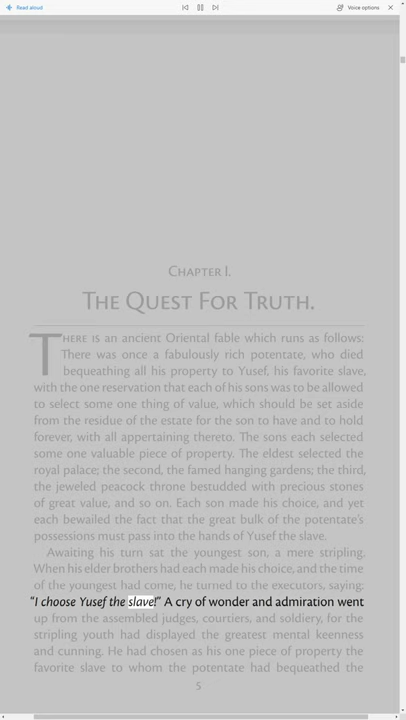 Read aloud
Voice options
Chapter I.
The Quest For Truth.
There is an ancient Oriental fable which runs as follows:
There was once a fabulously rich potentate, who died
bequeathing all his property to Yusef, his favorite slave,
with the one reservation that each of his sons was to be allowed
to select some one thing of value, which should be set aside
from the residue of the estate for the son to have and to hold
forever, with all appertaining thereto. The sons each selected
some one valuable piece of property. The eldest selected the
royal palace; the second, the famed hanging gardens; the third,
the jeweled peacock throne bestudded with precious stones
of great value, and so on. Each son made his choice, and yet
each bewailed the fact that the great bulk of the potentate's
possessions must pass into the hands of Yusef the slave.
Awaiting his turn sat the youngest son, a mere stripling.
When his elder brothers had each made his choice, and the time
of the youngest had come, he turned to the executors, saying:
"I choose Yusef the slave!" A cry of wonder and admiration went
up from the assembled judges, courtiers, and soldiery, for the
stripling youth had displayed the greatest mental keenness
and cunning. He had chosen as his one piece of property the
favorite slave to whom the potentate had bequeathed the
5